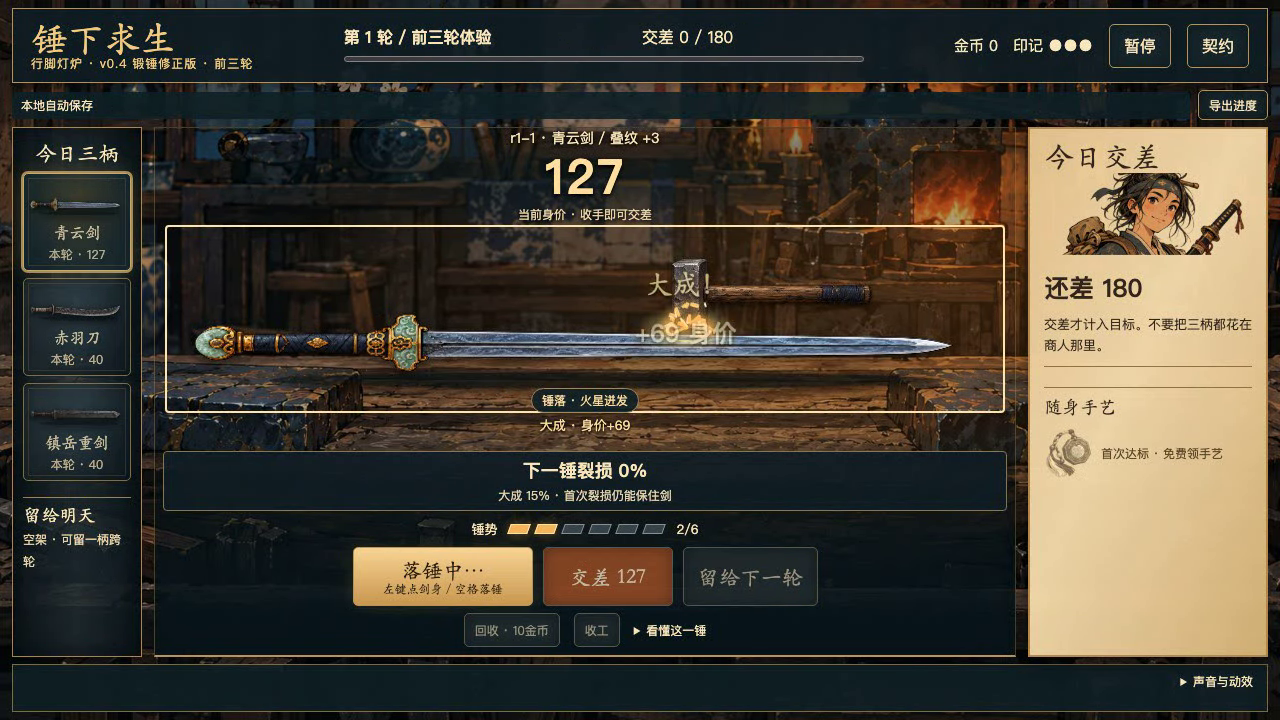 锤下求生
行脚灯炉 · v0.4 锻锤修正版 · 前三轮
第 1 轮 / 前三轮体验
交差 0 / 180
金币 0
印记
暂停
契约
本地自动保存
导出进度
今日三柄
青云剑
本轮 · 127
赤羽刀
本轮 · 40
镇岳重剑
本轮 · 40
留给明天
空架 · 可留一柄跨
轮
r1-1 · 青云剑 / 叠纹 +3
127
当前身价 · 收手即可交差
大成!
+69 身价
锤落 · 火星迸发
大成 · 身价+69
下一锤裂损 0%
大成 15% · 首次裂损仍能保住剑
锤势
2/6
落锤中···
左键点剑身 / 空格落锤
交差 127
留给下一轮
回收 · 10金币
收工
看懂这一锤
今日交差
还差 180
交差才计入目标。不要把三柄都花在
商人那里。
随身手艺
首次达标 · 免费领手艺
声音与动效